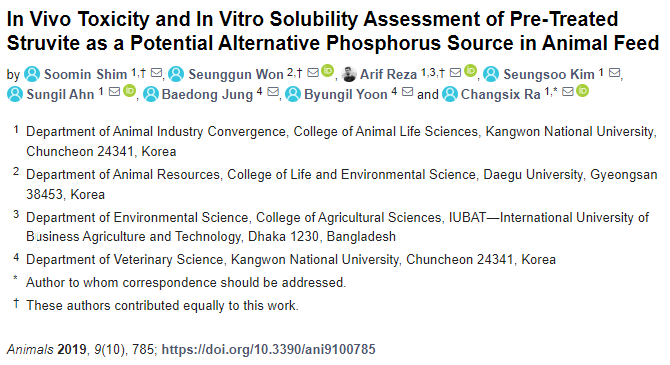 In Vivo Toxicity and In Vitro Solubility Assessment of Pre-Treated
Struvite as a Potential Alternative Phosphorus Source in Animal Feed
by Soomin Shim 1,†, Seunggun Won 2,†, Arif Reza 1,3,†, Seungsoo Kim 1,
Sungil Ahn 1, Baedong Jung 4, Byungil Yoon 4 and Changsix Ra 1,*
1 Department of Animal Industry Convergence, College of Animal Life Sciences, Kangwon National University,
Chuncheon 24341, Korea
2 Department of Animal Resources, College of Life and Environmental Science, Daegu University, Gyeongsan
38453, Korea
3 Department of Environmental Science, College of Agricultural Sciences, IUBAT—International University of
Business Agriculture and Technology, Dhaka 1230, Bangladesh
4 Department of Veterinary Science, Kangwon National University, Chuncheon 24341, Korea
* Author to whom correspondence should be addressed.
† These authors contributed equally to this work.
Animals 2019, 9(10), 785; https://doi.org/10.3390/ani9100785